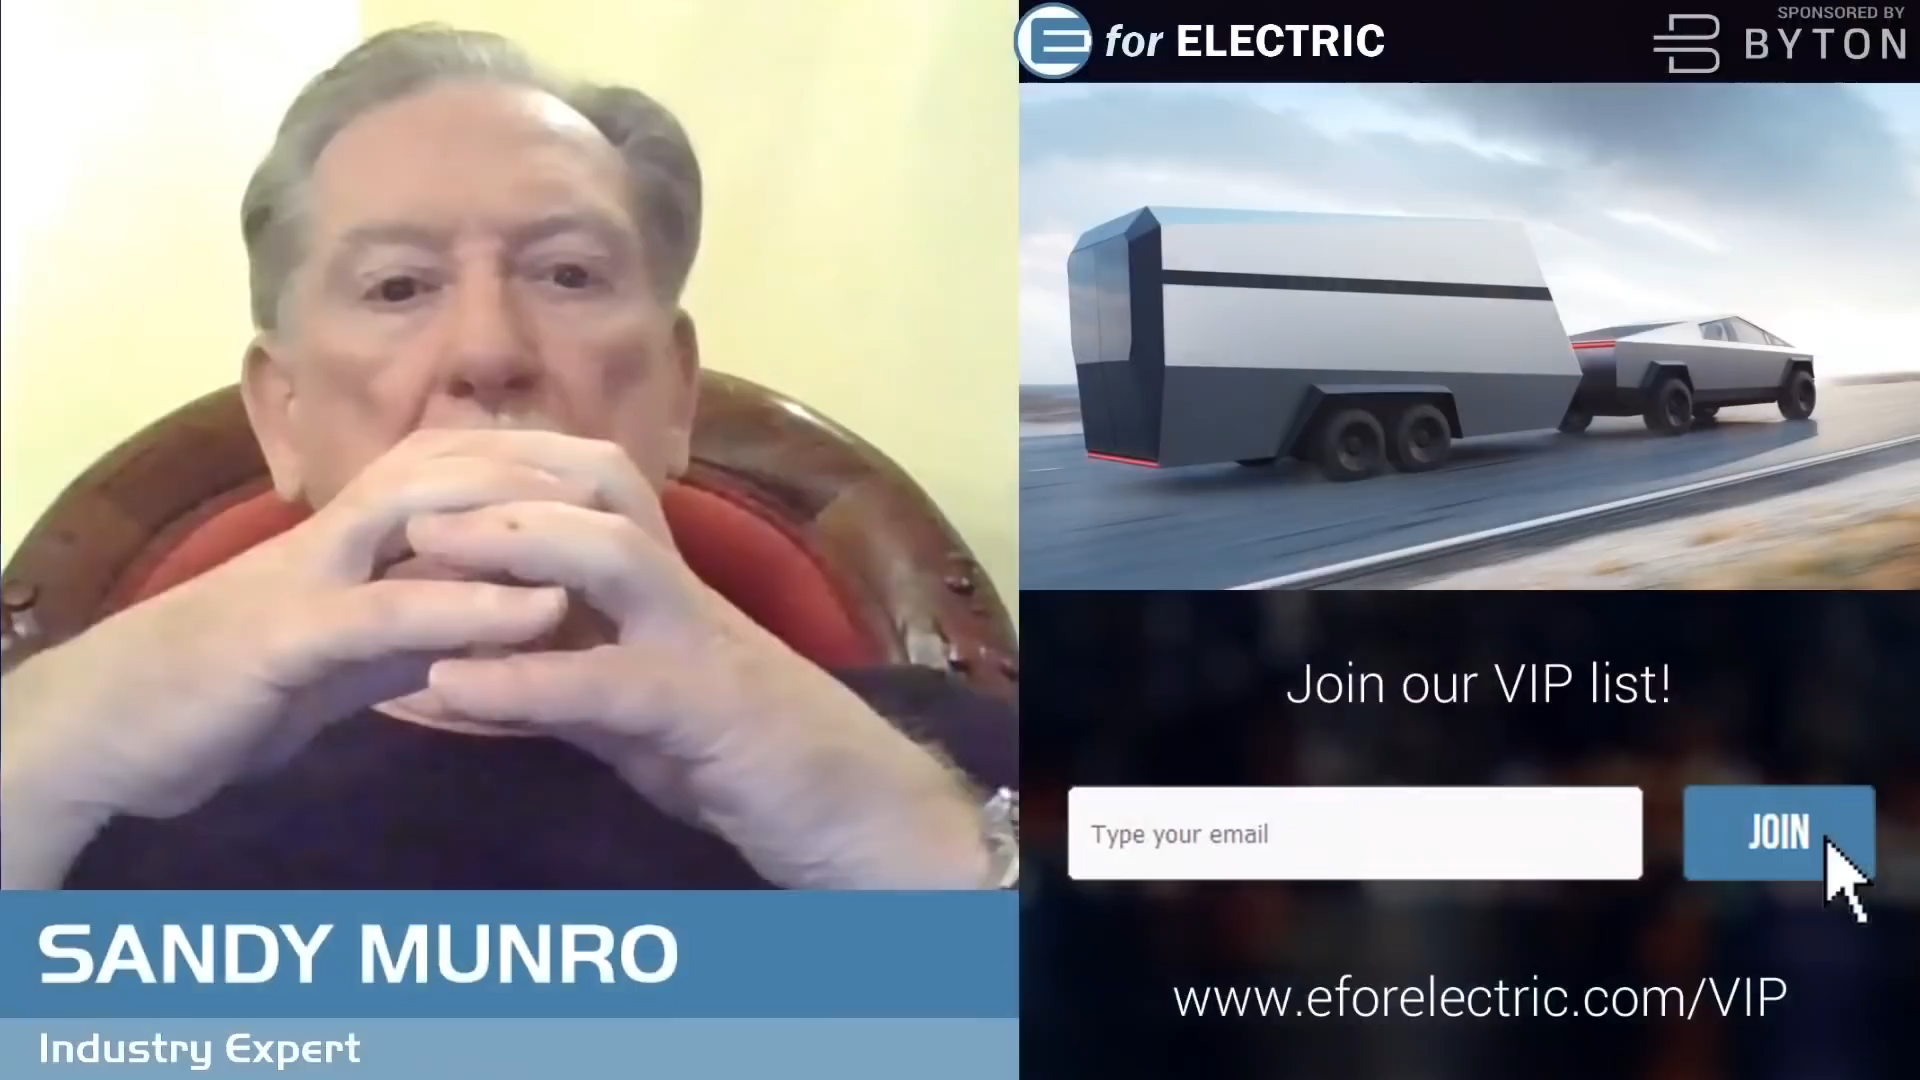 SANDY MUNRO
Industry Expert
E for ELECTRIC
SPONSORED BY
BYTON
Join our VIP list!
Type your email
JOIN
www.eforelectric.com/VIP